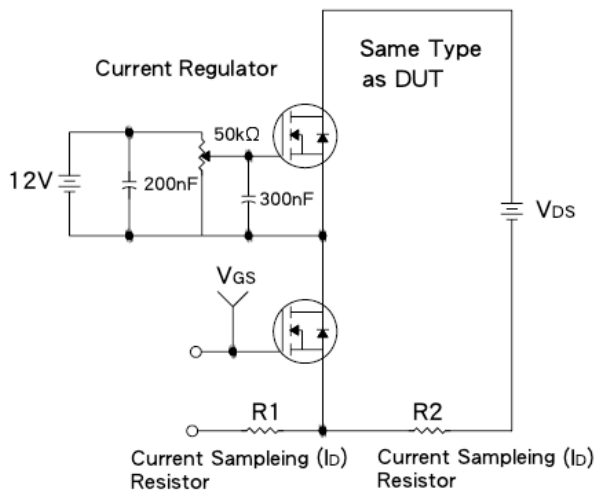 Same Type
as DUT
Current Regulator
50kΩ
12V
200nF
300nF
VDS
VGS
R1
R2
Current Sampleing (ID)
Resistor
Current Sampleing (ID)
Resistor